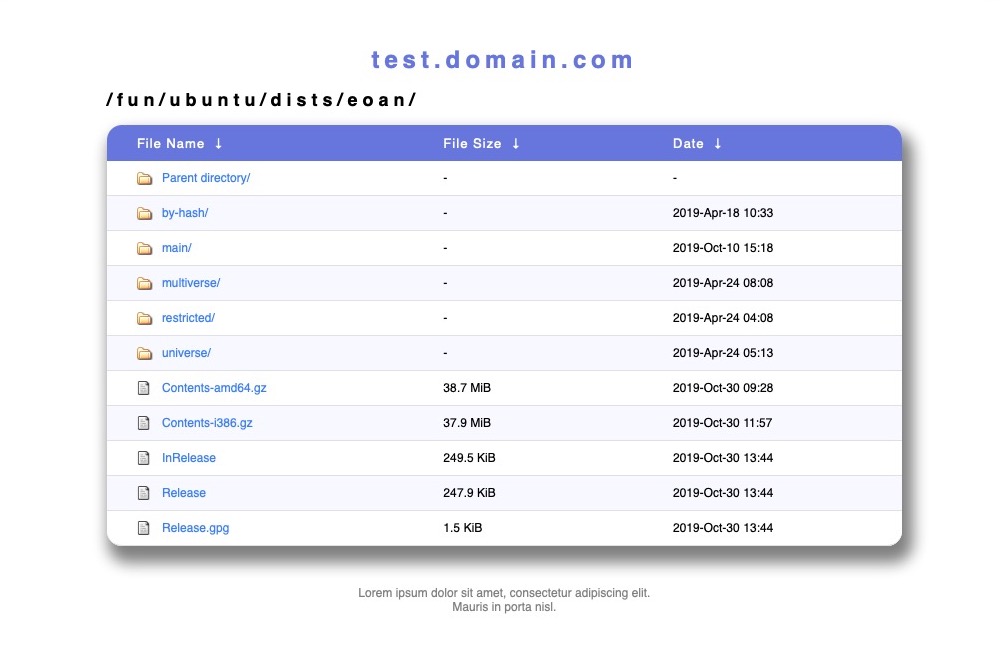 test.domain.com
/fun/ubuntu/dists/eoan/
File Name ↓ File Size ↓ Date ↓
Parent directory/ - -
by-hash/ - 2019-Apr-18 10:33
main/ - 2019-Oct-10 15:18
multiverse/ - 2019-Apr-24 08:08
restricted/ - 2019-Apr-24 04:08
universe/ - 2019-Apr-24 05:13
Contents-amd64.gz 38.7 MiB 2019-Oct-30 09:28
Contents-i386.gz 37.9 MiB 2019-Oct-30 11:57
InRelease 249.5 KiB 2019-Oct-30 13:44
Release 247.9 KiB 2019-Oct-30 13:44
Release.gpg 1.5 KiB 2019-Oct-30 13:44
Lorem ipsum dolor sit amet, consectetur adipiscing elit.
Mauris in porta nisl.